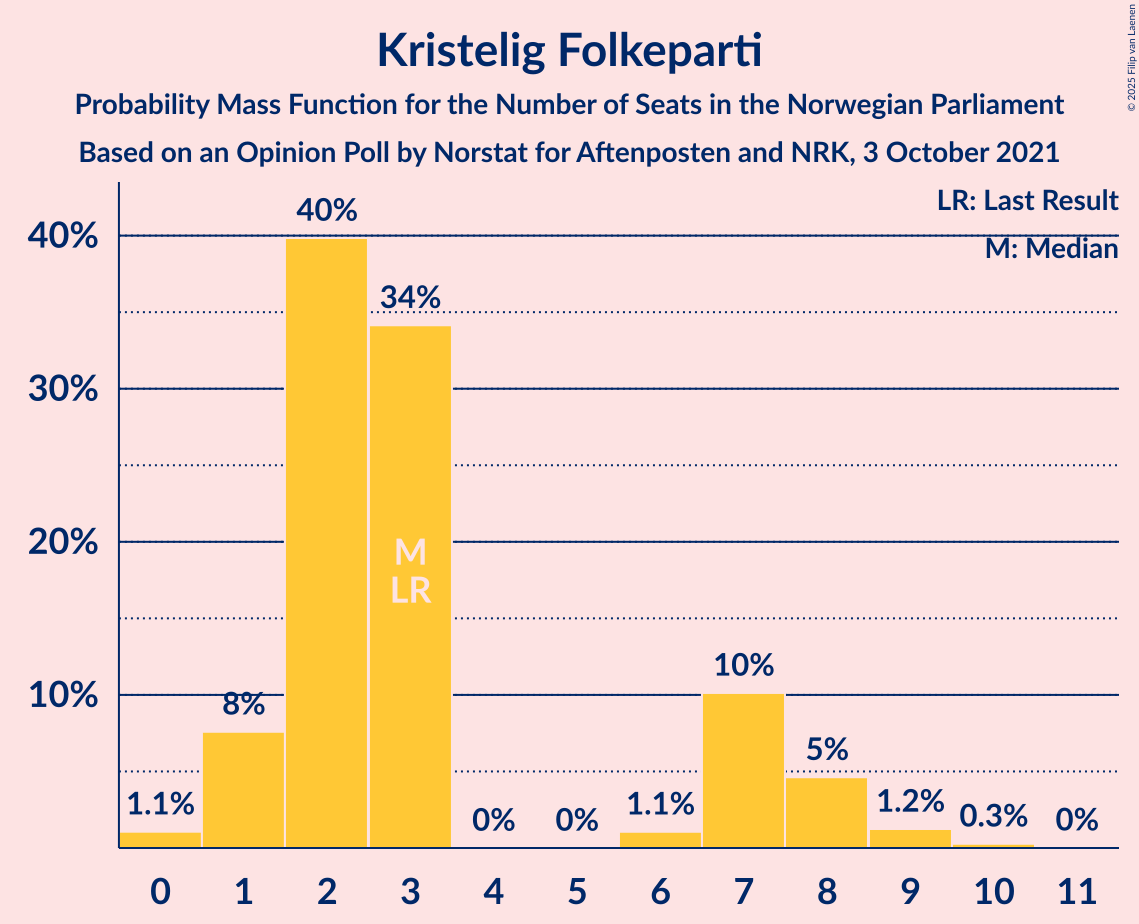 Kristelig Folkeparti
Probability Mass Function for the Number of Seats in the Norwegian Parliament
Based on an Opinion Poll by Norstat for Aftenposten and NRK, 3 October 2021
© 2025 Filip van Laenen
LR: Last Result
M: Median
40%
30%
20%
10%
1.1%
8%
40%
34%
0%
0%
1.1%
10%
5%
1.2%
0.3%
0%
M
LR
0 1 2 3 4 5 6 7 8 9 10 11